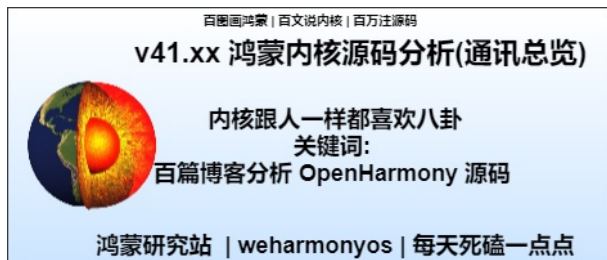 百图画鸿蒙 | 百文说内核 | 百万注源码
v41.xx 鸿蒙内核源码分析(通讯总览)
内核跟人一样都喜欢八卦
关键词:
百篇博客分析 OpenHarmony 源码
鸿蒙研究站 | weharmonyos | 每天死磕一点点